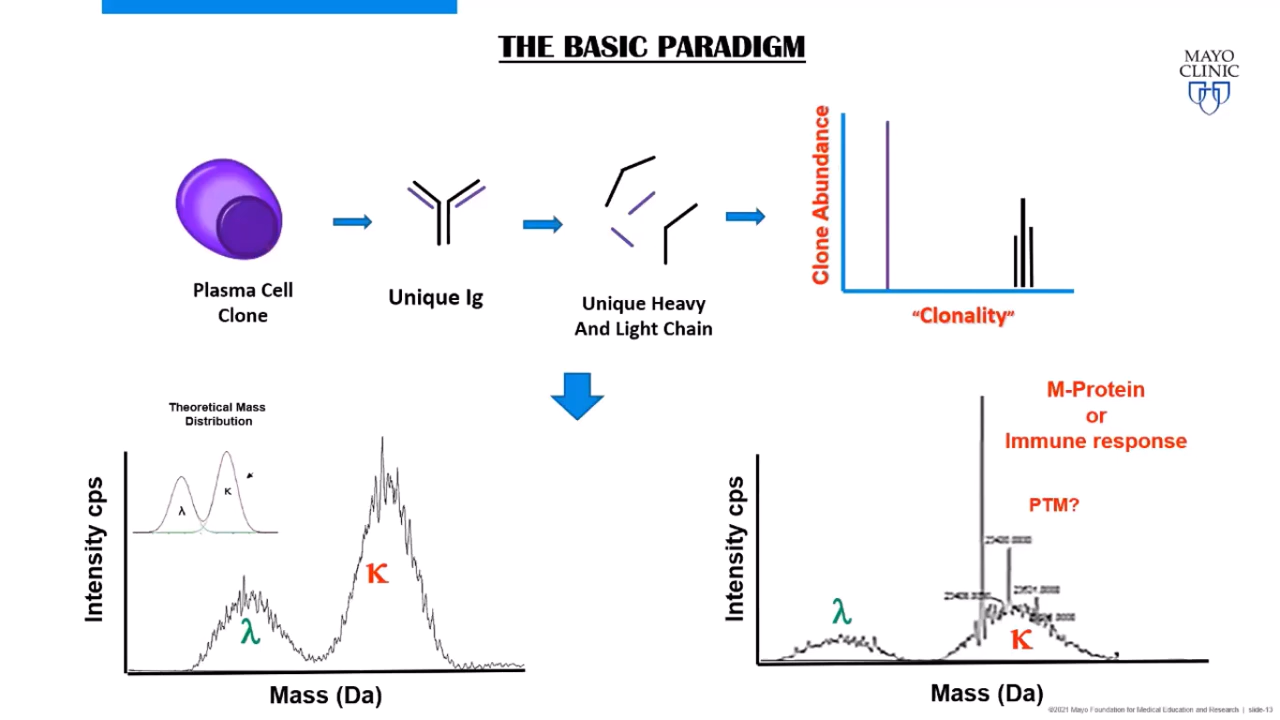 THE BASIC PARADIGM
MAYO
CLINIC
Plasma Cell
Clone
Unique Ig
Unique Heavy
And Light Chain
Clone Abundance
“Clonality”
Theoretical Mass
Distribution
λ
κ
Intensity cps
λ
κ
Mass (Da)
M-Protein
or
Immune response
PTM?
Intensity cps
λ
κ
Mass (Da)
©2021 Mayo Foundation for Medical Education and Research | slide-13